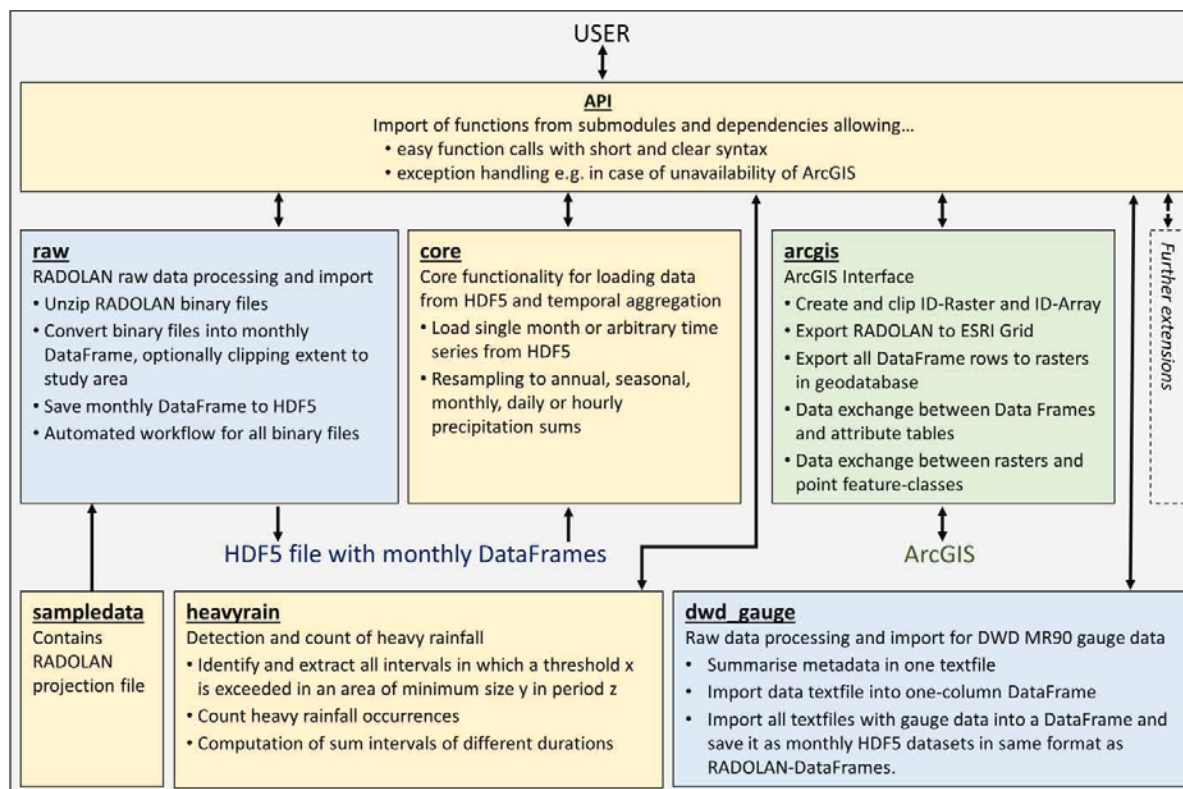 USER
API
Import of functions from submodules and dependencies allowing…
• easy function calls with short and clear syntax
• exception handling e.g. in case of unavailability of ArcGIS
raw
RADOLAN raw data processing and import
• Unzip RADOLAN binary files
• Convert binary files into monthly
DataFrame, optionally clipping extent to
study area
• Save monthly DataFrame to HDF5
• Automated workflow for all binary files
core
Core functionality for loading data
from HDF5 and temporal aggregation
• Load single month or arbitrary time
series from HDF5
• Resampling to annual, seasonal,
monthly, daily or hourly
precipitation sums
arcgis
ArcGIS Interface
• Create and clip ID-Raster and ID-Array
• Export RADOLAN to ESRI Grid
• Export all DataFrame rows to rasters
in geodatabase
• Data exchange between Data Frames
and attribute tables
• Data exchange between rasters and
point feature-classes
Further extensions
HDF5 file with monthly DataFrames
ArcGIS
sampledata
Contains
RADOLAN
projection file
heavyrain
Detection and count of heavy rainfall
• Identify and extract all intervals in which a threshold x
is exceeded in an area of minimum size y in period z
• Count heavy rainfall occurrences
• Computation of sum intervals of different durations
dwd_gauge
Raw data processing and import for DWD MR90 gauge data
• Summarise metadata in one textfile
• Import data textfile into one-column DataFrame
• Import all textfiles with gauge data into a DataFrame and
save it as monthly HDF5 datasets in same format as
RADOLAN-DataFrames.